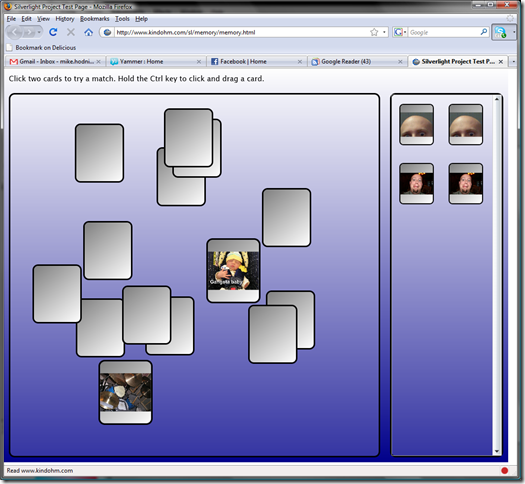 Silverlight Project Test Page - Mozilla Firefox
File Edit View History Bookmarks Tools Help
http://www.kindohm.com/sl/memory/memory.html
Google
Bookmark on Delicious
Gmail - Inbox - mike.hodni...
Yammer : Home
Facebook | Home
Google Reader (43)
Silverlight Project Test P...
Click two cards to try a match. Hold the Ctrl key to click and drag a card.
Gangsta baby
Read www.kindohm.com